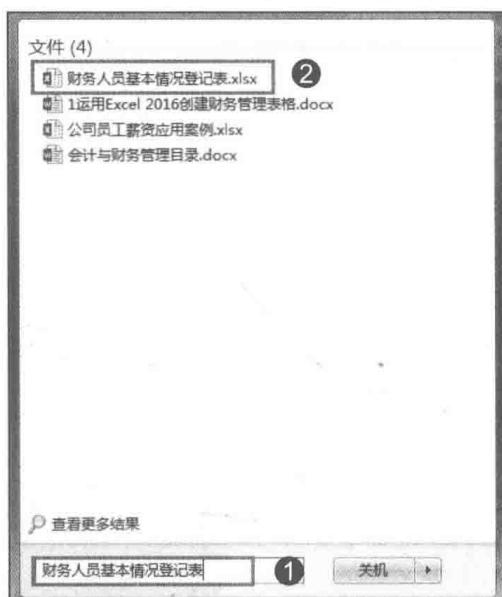 文件 (4)
财务人员基本情况登记表.xlsx ❷
1运用Excel 2016创建财务管理表格.docx
公司员工薪资应用案例.xlsx
会计与财务管理目录.docx
查看更多结果
财务人员基本情况登记表 ❶ 关机